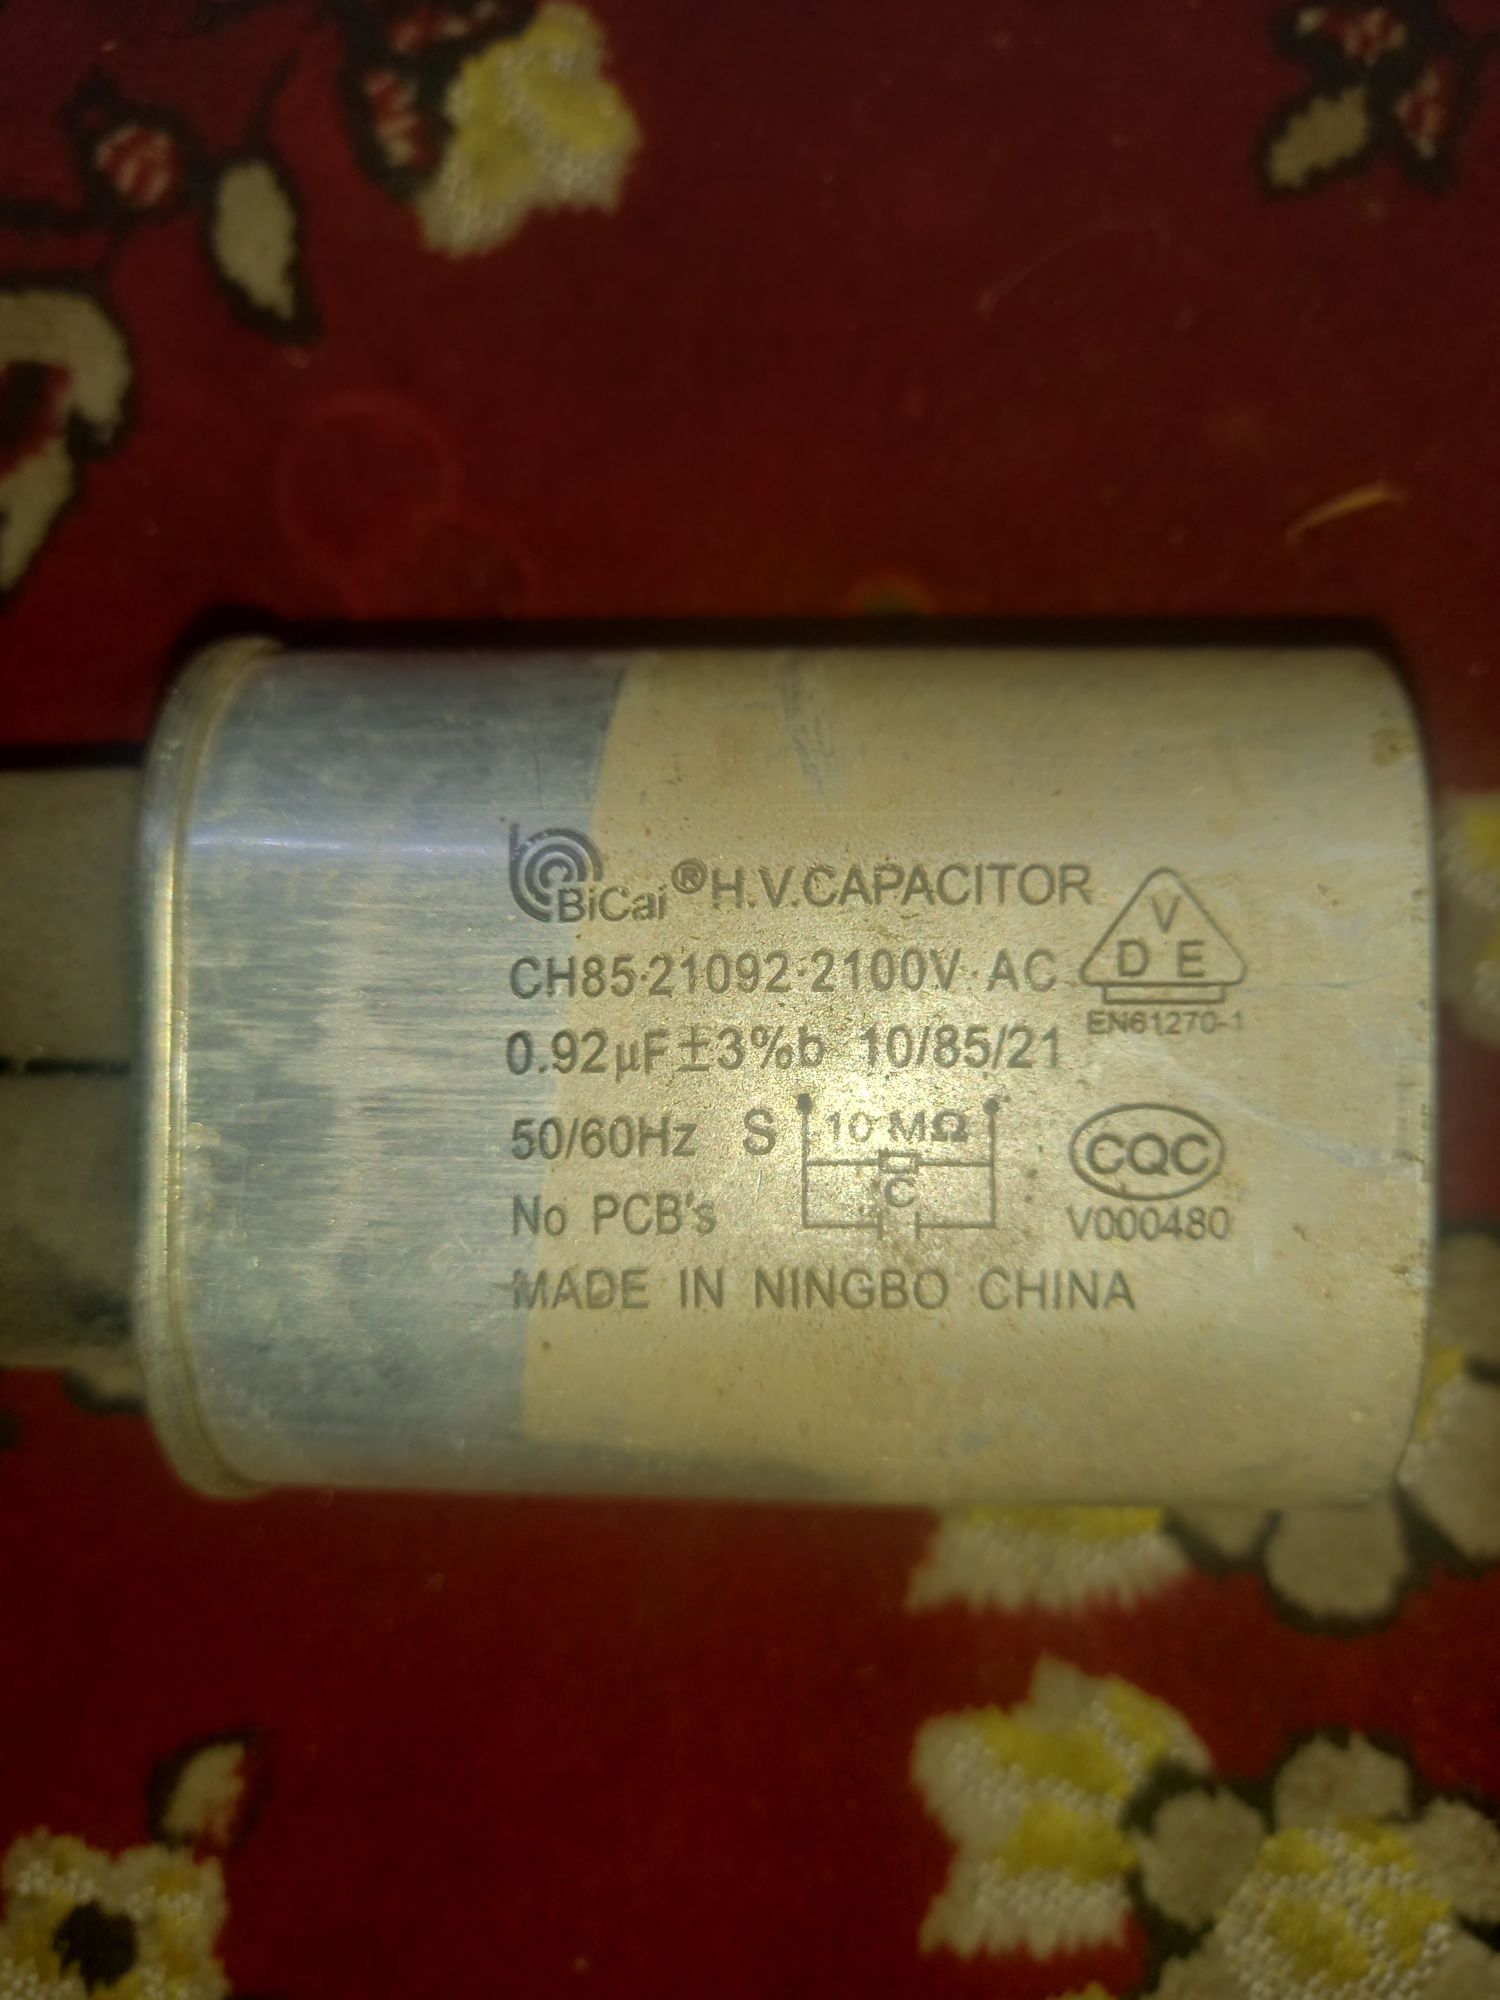 BiCai ® H.V.CAPACITOR
CH85·21092·2100V·AC
VDE
EN61270-1
0.92µF±3%b 10/85/21
50/60Hz S
10 MΩ
C
CQC
V000480
No PCB's
MADE IN NINGBO CHINA